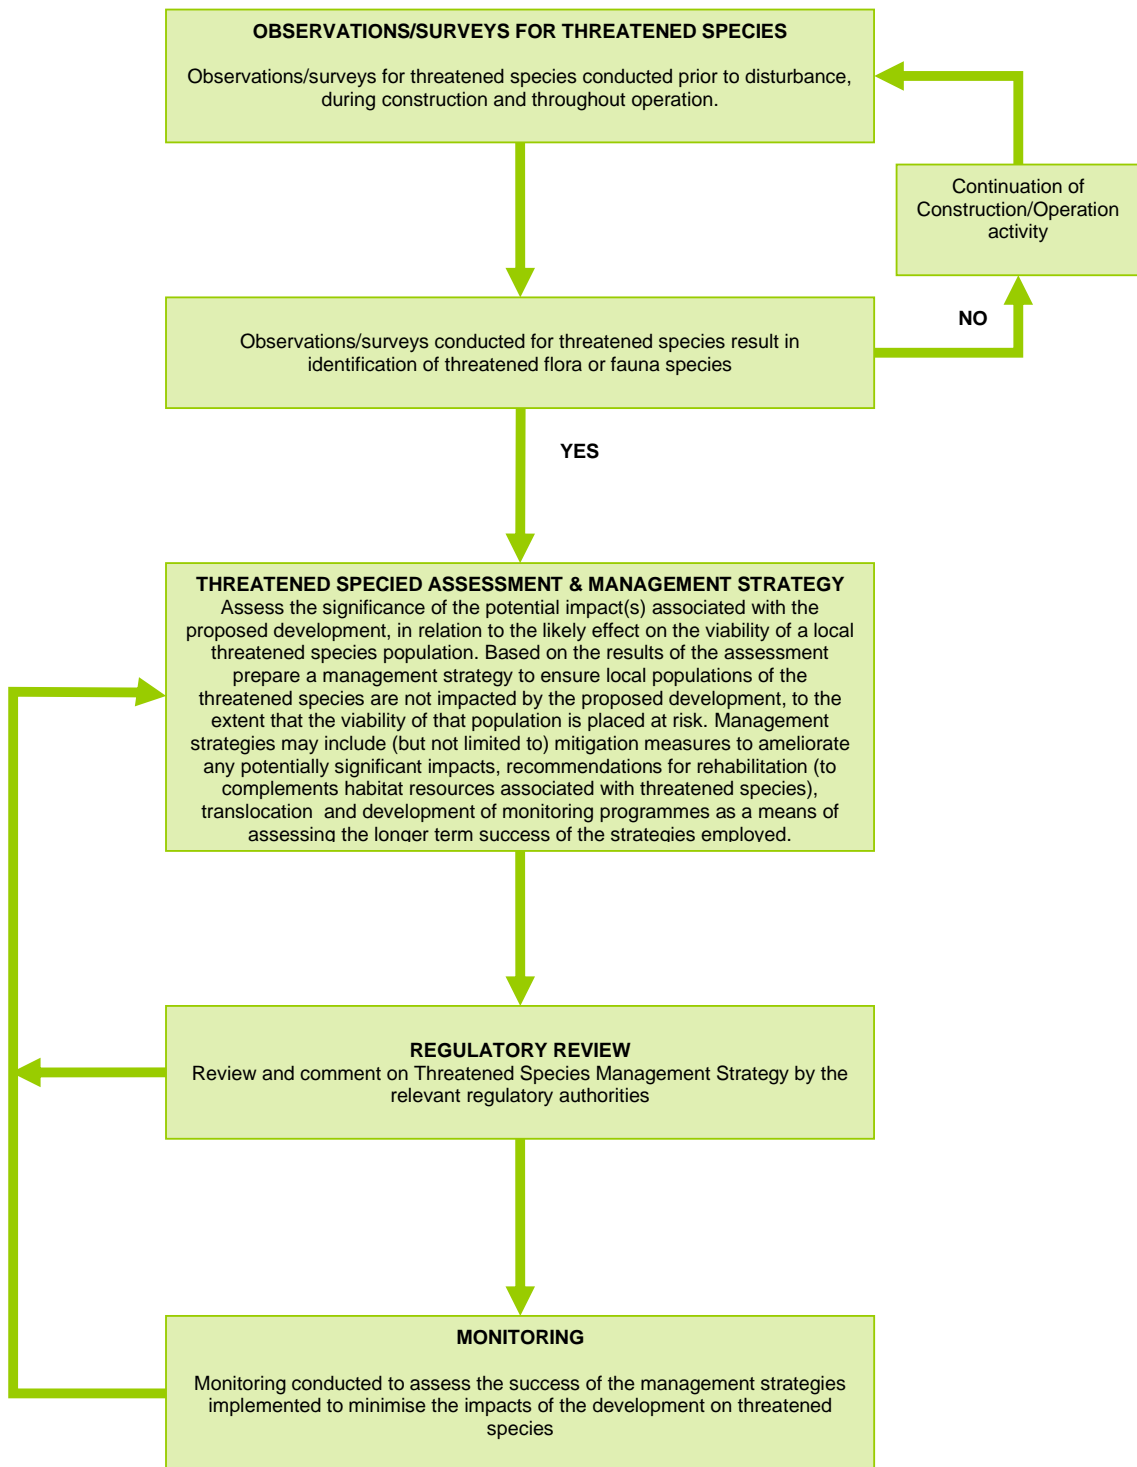 OBSERVATIONS/SURVEYS FOR THREATENED SPECIES
Observations/surveys for threatened species conducted prior to disturbance,
during construction and throughout operation.
Continuation of
Construction/Operation
activity
NO
Observations/surveys conducted for threatened species result in
identification of threatened flora or fauna species
YES
THREATENED SPECIED ASSESSMENT & MANAGEMENT STRATEGY
Assess the significance of the potential impact(s) associated with the
proposed development, in relation to the likely effect on the viability of a local
threatened species population. Based on the results of the assessment
prepare a management strategy to ensure local populations of the
threatened species are not impacted by the proposed development, to the
extent that the viability of that population is placed at risk. Management
strategies may include (but not limited to) mitigation measures to ameliorate
any potentially significant impacts, recommendations for rehabilitation (to
complements habitat resources associated with threatened species),
translocation and development of monitoring programmes as a means of
assessing the longer term success of the strategies employed.
REGULATORY REVIEW
Review and comment on Threatened Species Management Strategy by the
relevant regulatory authorities
MONITORING
Monitoring conducted to assess the success of the management strategies
implemented to minimise the impacts of the development on threatened
species